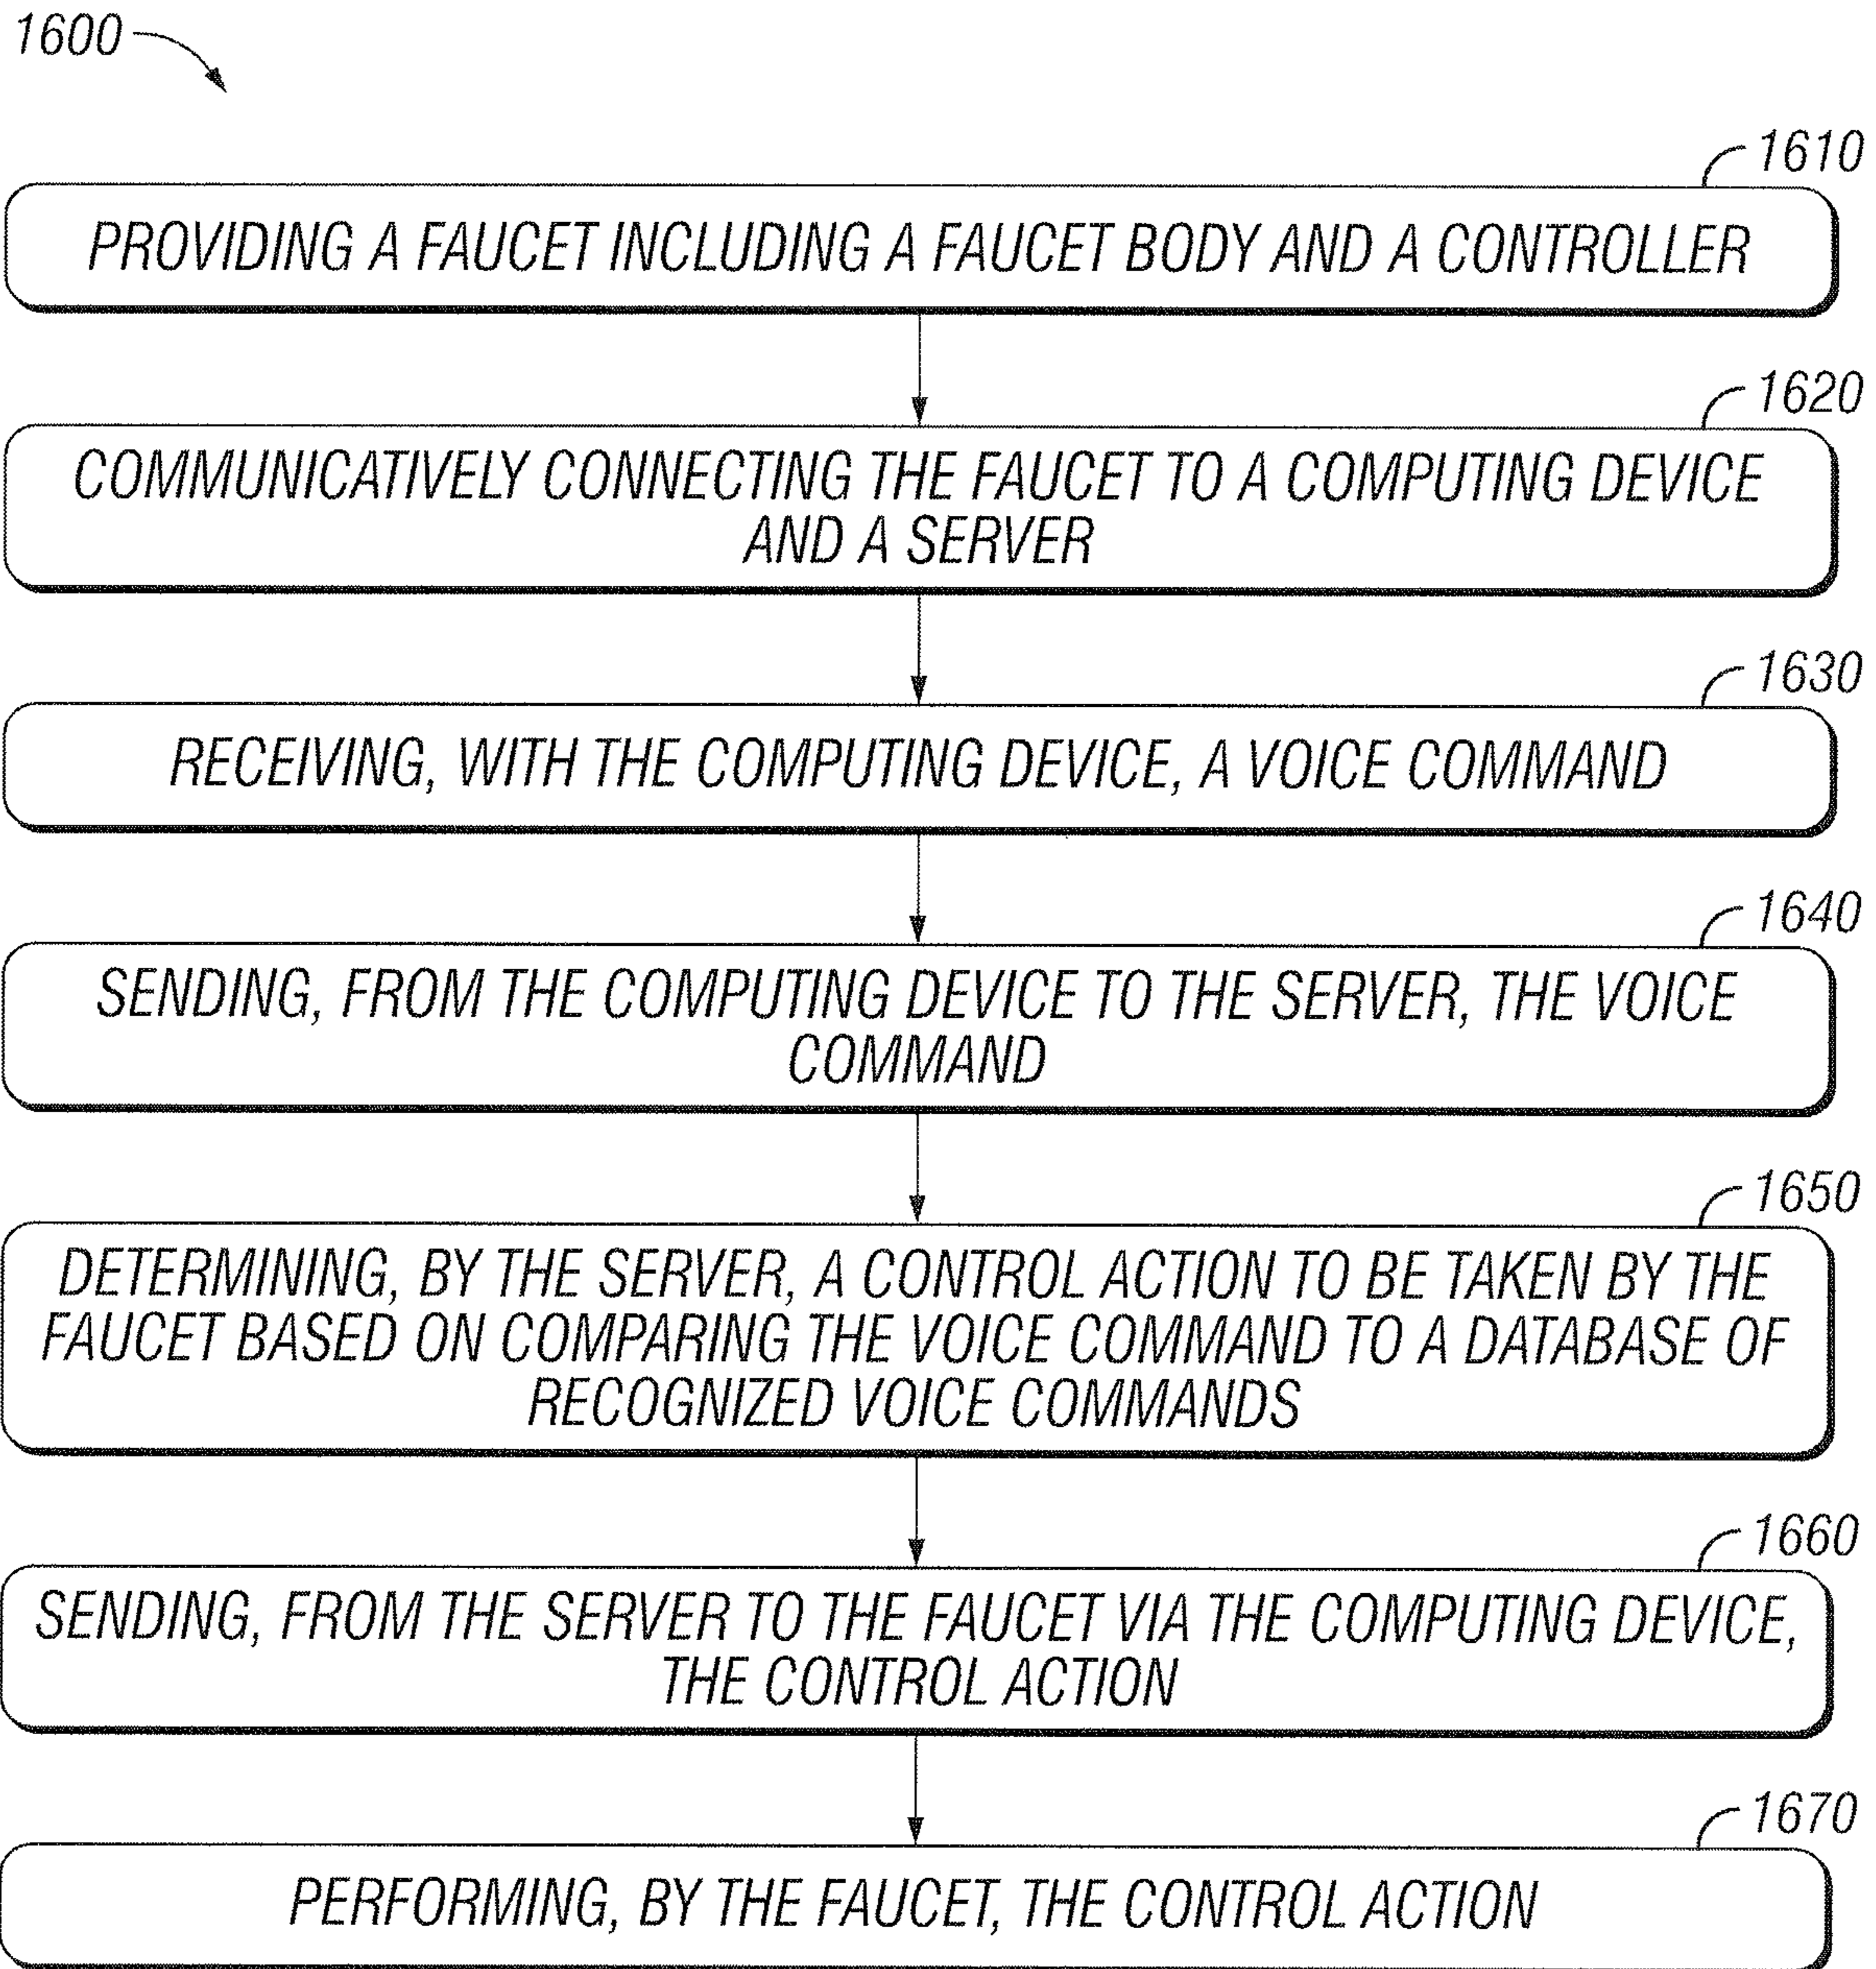 1600
1610
PROVIDING A FAUCET INCLUDING A FAUCET BODY AND A CONTROLLER
1620
COMMUNICATIVELY CONNECTING THE FAUCET TO A COMPUTING DEVICE
AND A SERVER
1630
RECEIVING, WITH THE COMPUTING DEVICE, A VOICE COMMAND
1640
SENDING, FROM THE COMPUTING DEVICE TO THE SERVER, THE VOICE
COMMAND
1650
DETERMINING, BY THE SERVER, A CONTROL ACTION TO BE TAKEN BY THE
FAUCET BASED ON COMPARING THE VOICE COMMAND TO A DATABASE OF
RECOGNIZED VOICE COMMANDS
1660
SENDING, FROM THE SERVER TO THE FAUCET VIA THE COMPUTING DEVICE,
THE CONTROL ACTION
1670
PERFORMING, BY THE FAUCET, THE CONTROL ACTION